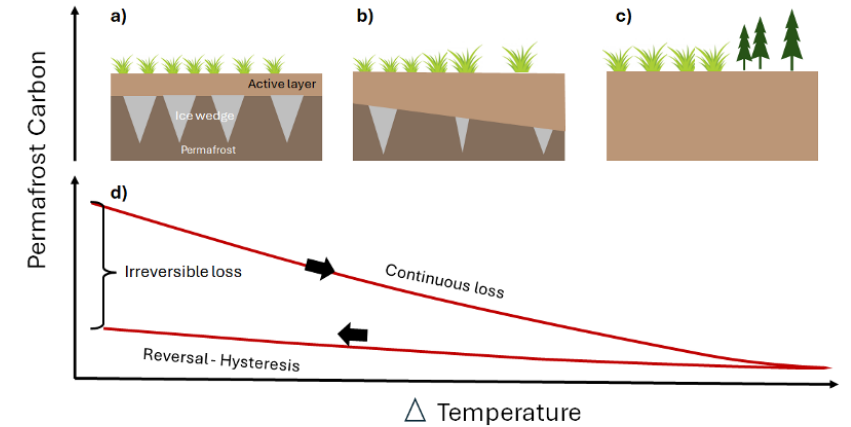 a)
b)
c)
Active layer
Ice wedge
Permafrost
Permafrost Carbon
d)
Irreversible loss
Continuous loss
Reversal - Hysteresis
△ Temperature